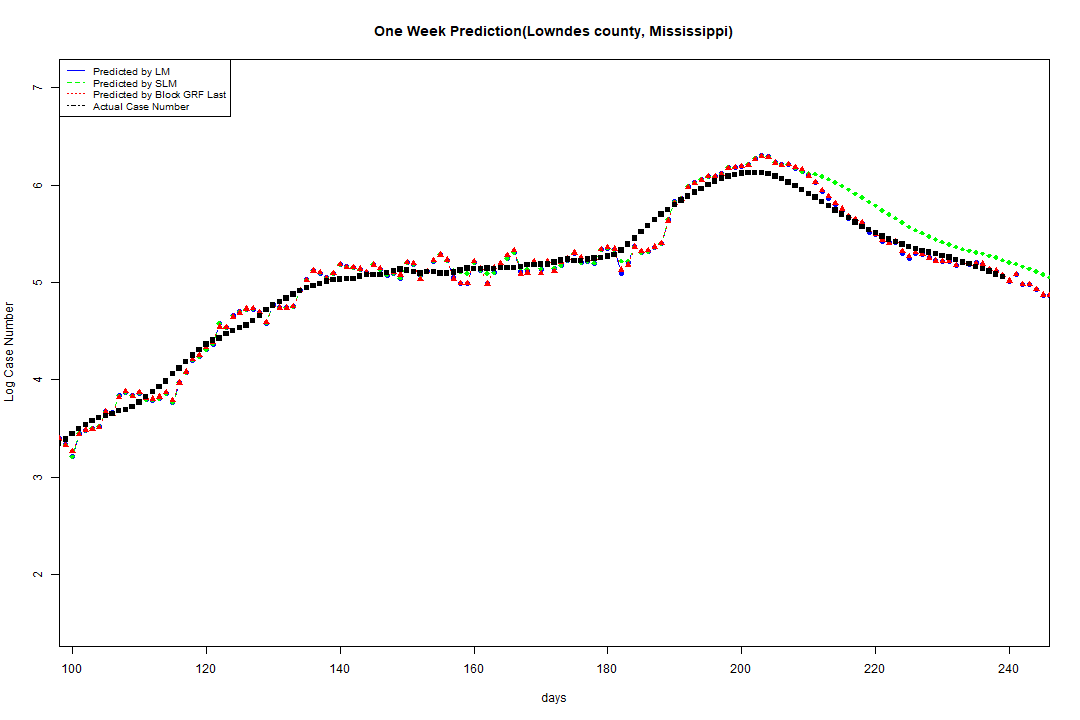 One Week Prediction(Lowndes county, Mississippi)
Predicted by LM
Predicted by SLM
Predicted by Block GRF Last
Actual Case Number
7
6
5
4
3
2
Log Case Number
100 120 140 160 180 200 220 240
days